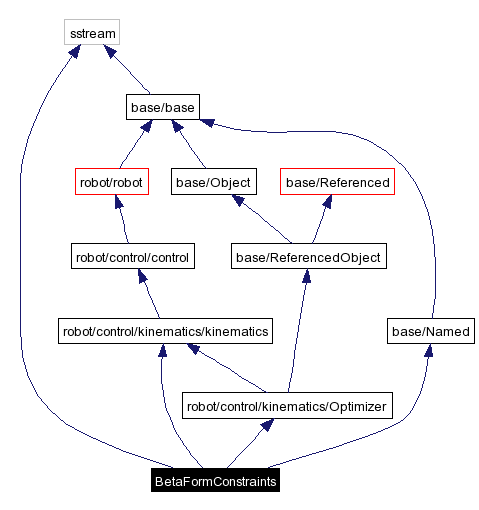 sstream
base/base
robot/robot
base/Object
base/Referenced
robot/control/control
base/ReferencedObject
robot/control/kinematics/kinematics
base/Named
robot/control/kinematics/Optimizer
BetaFormConstraints